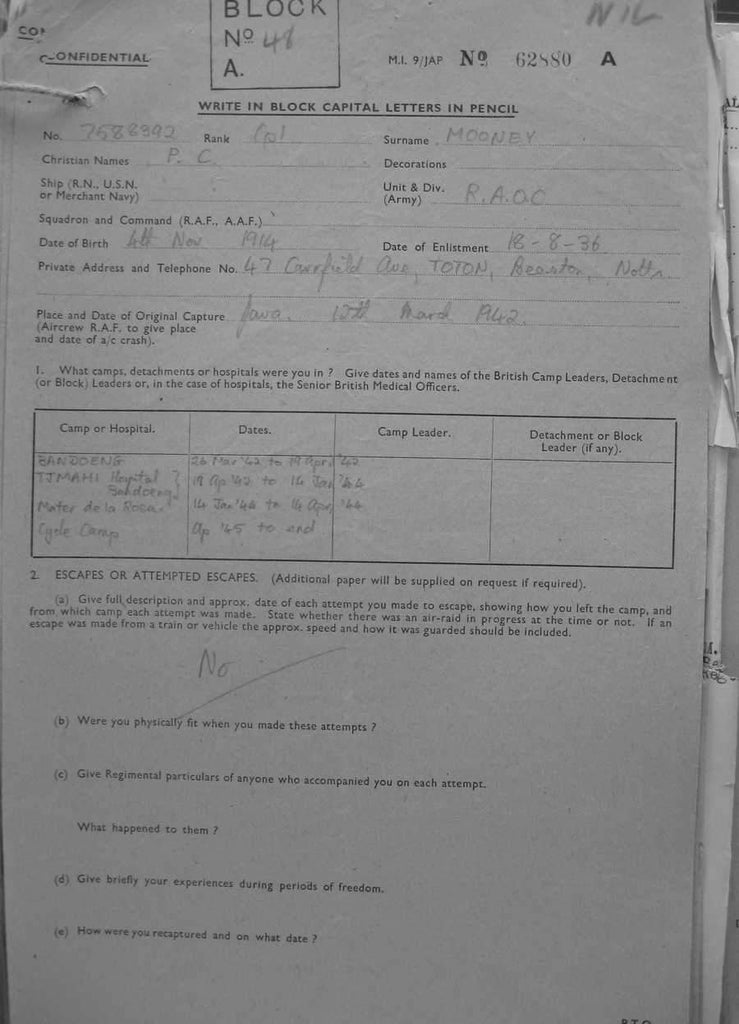 BLOCK
Nº 48
A.
NIL
CONFIDENTIAL
M.I. 9/JAP Nº 62880 A
WRITE IN BLOCK CAPITAL LETTERS IN PENCIL
No. 7588392 Rank Surname MOONEY
Christian Names P. C. Decorations
Ship (R.N., U.S.N. or Merchant Navy) Unit & Div. (Army) R.A.O.C
Squadron and Command (R.A.F., A.A.F.)
Date of Birth 4th Nov 1914 Date of Enlistment 18-8-36
Private Address and Telephone No. 47 Ave, TOTON, Beeston, Notts
Place and Date of Original Capture Java. March 1942
(Aircrew R.A.F. to give place
and date of a/c crash).
1. What camps, detachments or hospitals were you in ? Give dates and names of the British Camp Leaders, Detachment
(or Block) Leaders or, in the case of hospitals, the Senior British Medical Officers.
Camp or Hospital. Dates. Camp Leader. Detachment or Block
Leader (if any).
BANDOENG 26 Mar '42 to 19 April '42
TJMAHI Hospital 19 Ap '42 to 14 Jan '44
Bandoeng
Mater de la Rosa 14 Jan '44 to 14 Apr '44
Cycle Camp Ap '45 to end
2. ESCAPES OR ATTEMPTED ESCAPES. (Additional paper will be supplied on request if required).
(a) Give full description and approx. date of each attempt you made to escape, showing how you left the camp, and
from which camp each attempt was made. State whether there was an air-raid in progress at the time or not. If an
escape was made from a train or vehicle the approx. speed and how it was guarded should be included.
No
(b) Were you physically fit when you made these attempts ?
(c) Give Regimental particulars of anyone who accompanied you on each attempt.
What happened to them ?
(d) Give briefly your experiences during periods of freedom.
(e) How were you recaptured and on what date ?
P.T.O.